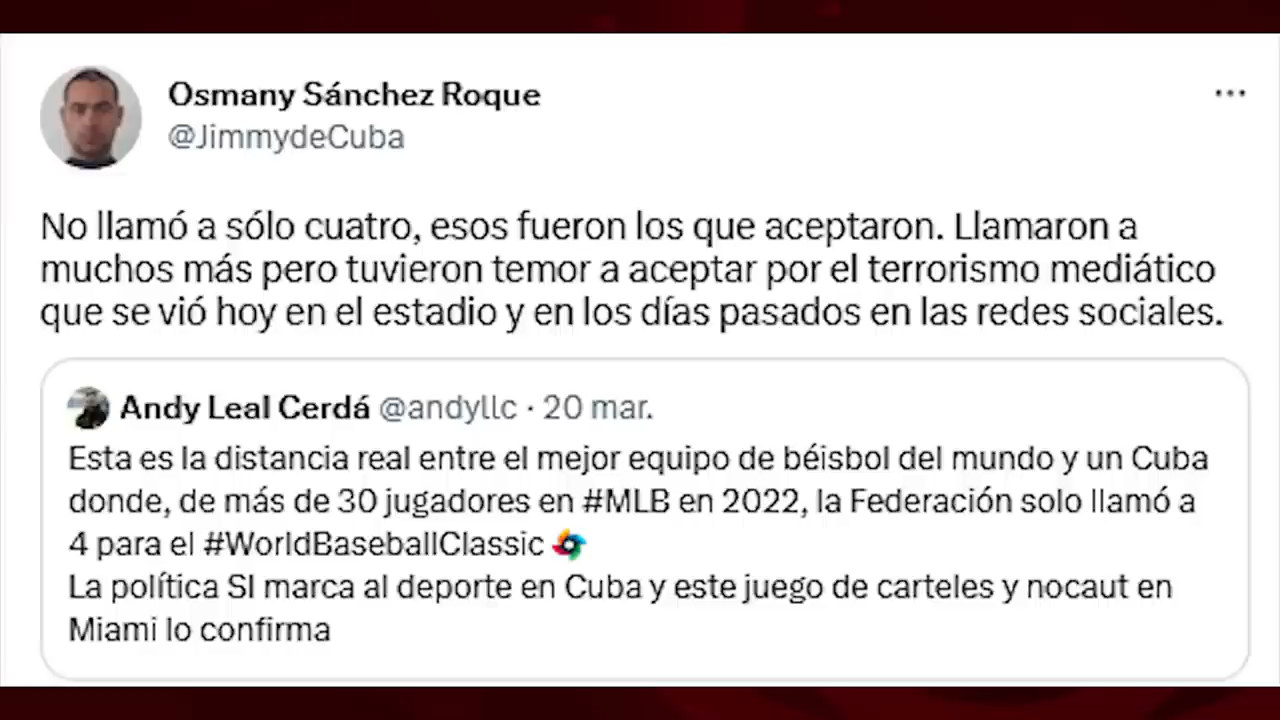 Osmany Sánchez Roque
@JimmydeCuba
No llamó a sólo cuatro, esos fueron los que aceptaron. Llamaron a
muchos más pero tuvieron temor a aceptar por el terrorismo mediático
que se vió hoy en el estadio y en los días pasados en las redes sociales.
Andy Leal Cerdá @andyllc · 20 mar.
Esta es la distancia real entre el mejor equipo de béisbol del mundo y un Cuba
donde, de más de 30 jugadores en #MLB en 2022, la Federación solo llamó a
4 para el #WorldBaseballClassic
La política SI marca al deporte en Cuba y este juego de carteles y nocaut en
Miami lo confirma